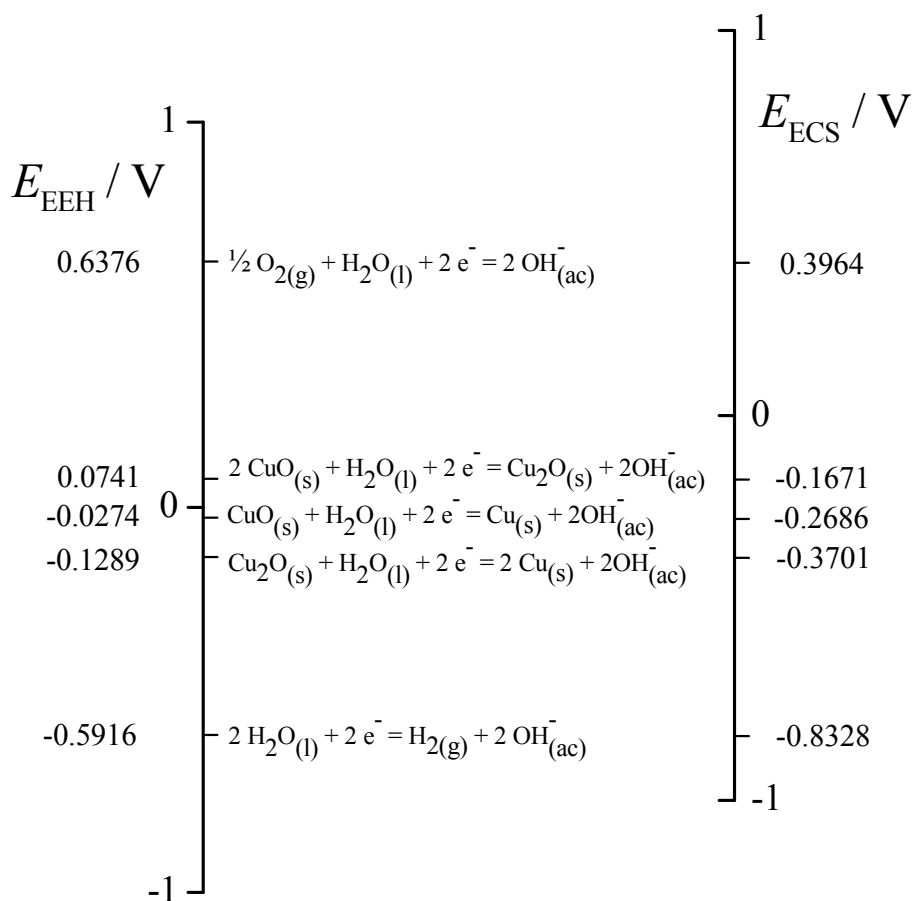 1
1
E_ECS / V
E_EEH / V
0.6376 ½ O₂(g) + H₂O(l) + 2 e⁻ = 2 OH⁻(ac) 0.3964
0
0.0741 2 CuO(s) + H₂O(l) + 2 e⁻ = Cu₂O(s) + 2OH⁻(ac) -0.1671
0
-0.0274 CuO(s) + H₂O(l) + 2 e⁻ = Cu(s) + 2OH⁻(ac) -0.2686
-0.1289 Cu₂O(s) + H₂O(l) + 2 e⁻ = 2 Cu(s) + 2OH⁻(ac) -0.3701
-0.5916 2 H₂O(l) + 2 e⁻ = H₂(g) + 2 OH⁻(ac) -0.8328
-1
-1